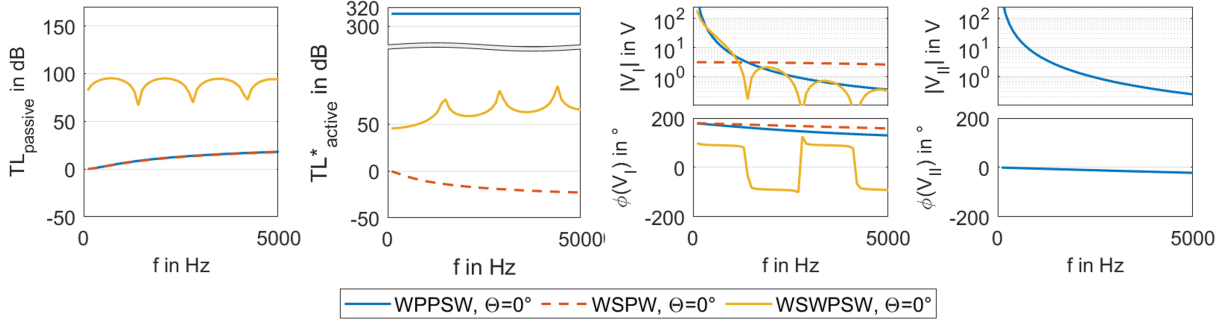 TL_passive in dB
150
100
50
0
-50
0
5000
f in Hz
TL*_active in dB
320
300
50
0
-50
0
5000
f in Hz
|V_I| in V
10^2
10^1
10^0
ϕ(V_I) in °
200
0
-200
0
5000
f in Hz
|V_II| in V
10^2
10^1
10^0
ϕ(V_II) in °
200
0
-200
0
5000
f in Hz
WPPSW, Θ=0° WSPW, Θ=0° WSWPSW, Θ=0°